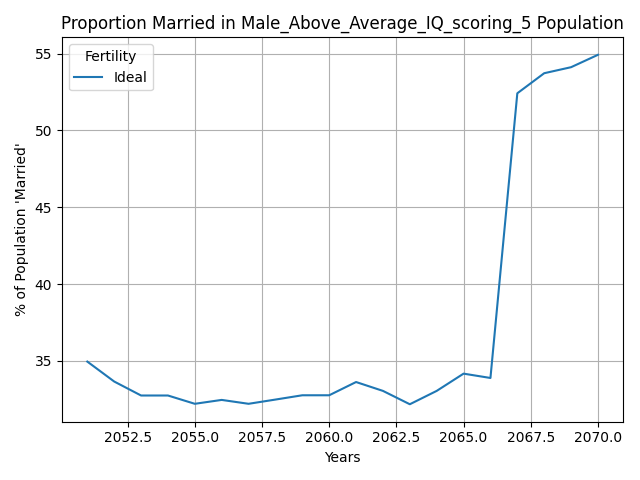 Proportion Married in Male_Above_Average_IQ_scoring_5 Population
Fertility
Ideal
55
50
45
40
35
% of Population 'Married'
2052.5 2055.0 2057.5 2060.0 2062.5 2065.0 2067.5 2070.0
Years